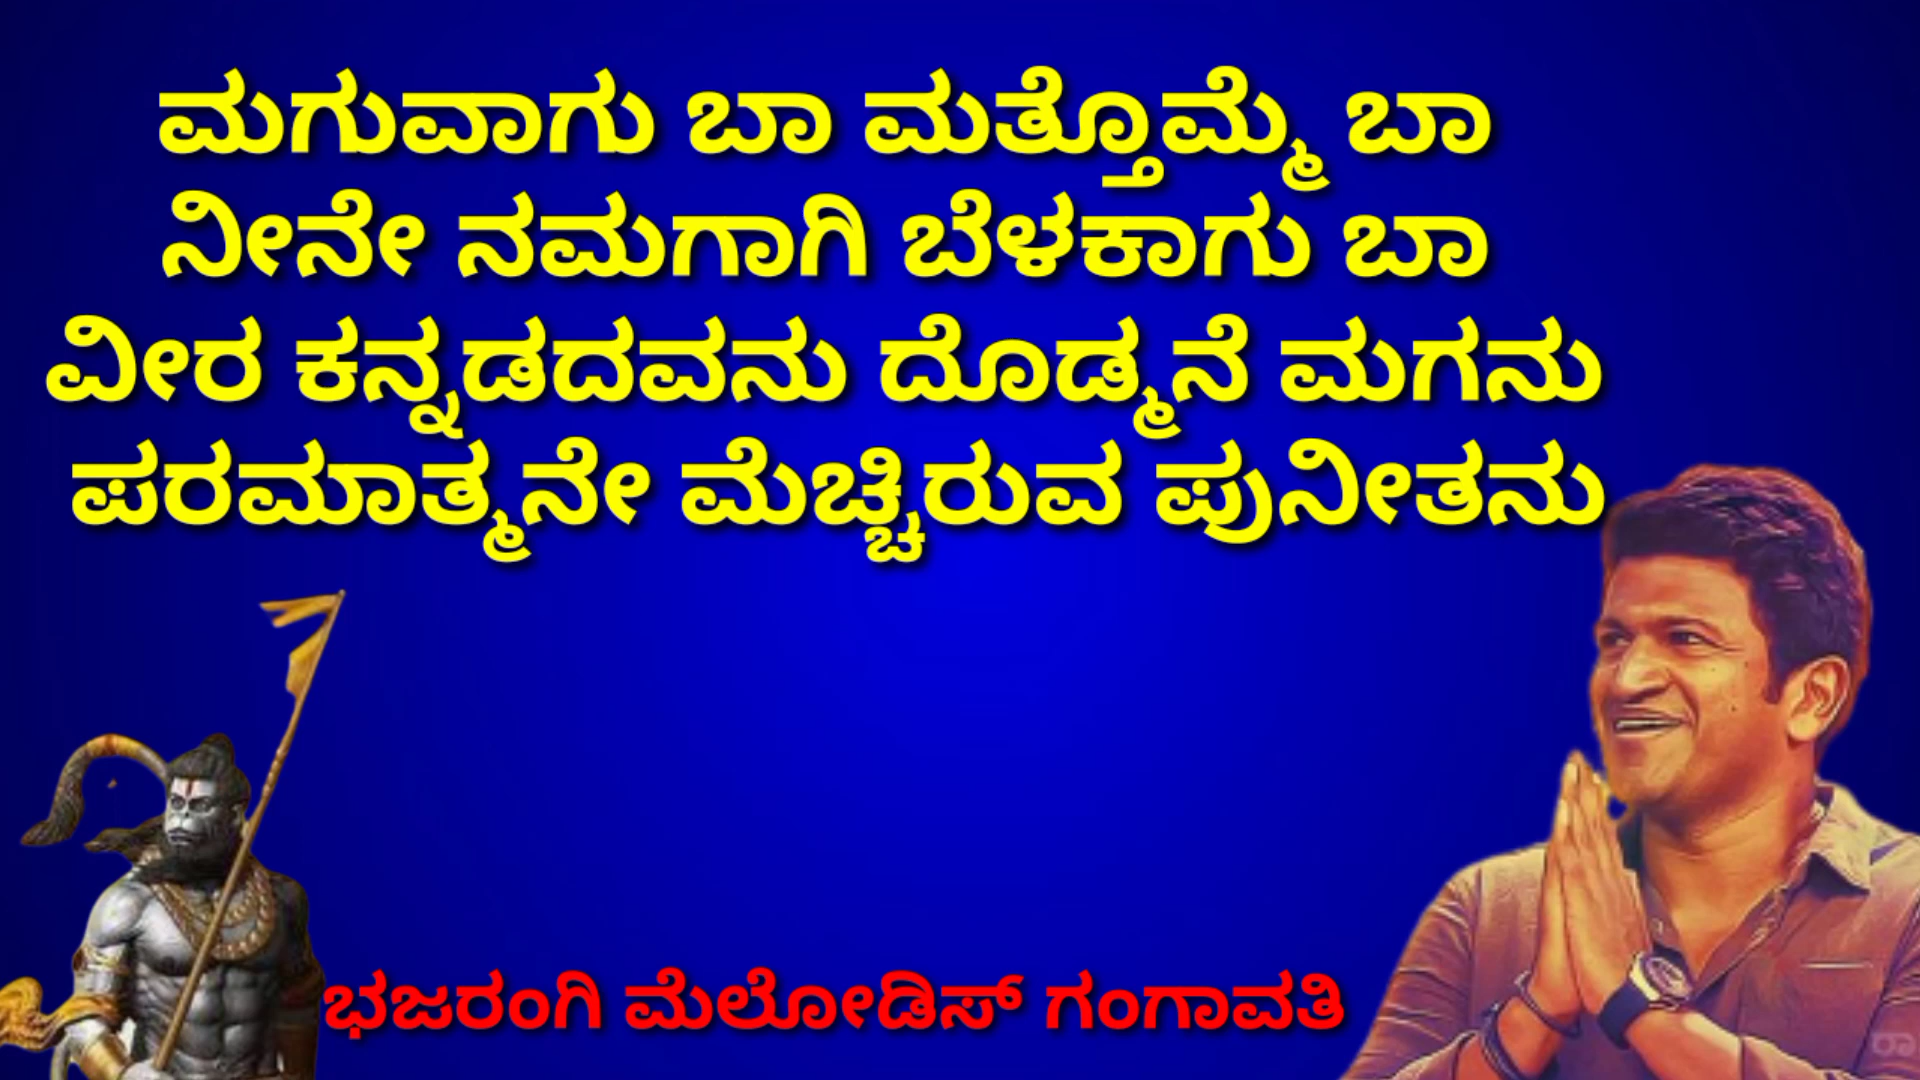 ಮಗುವಾಗು ಬಾ ಮತ್ತೊಮ್ಮೆ ಬಾ
ನೀನೇ ನಮಗಾಗಿ ಬೆಳಕಾಗು ಬಾ
ವೀರ ಕನ್ನಡದವನು ದೊಡ್ಮನೆ ಮಗನು
ಪರಮಾತ್ಮನೇ ಮೆಚ್ಚಿರುವ ಪುನೀತನು
ಭಜರಂಗಿ ಮೆಲೋಡಿಸ್ ಗಂಗಾವತಿ